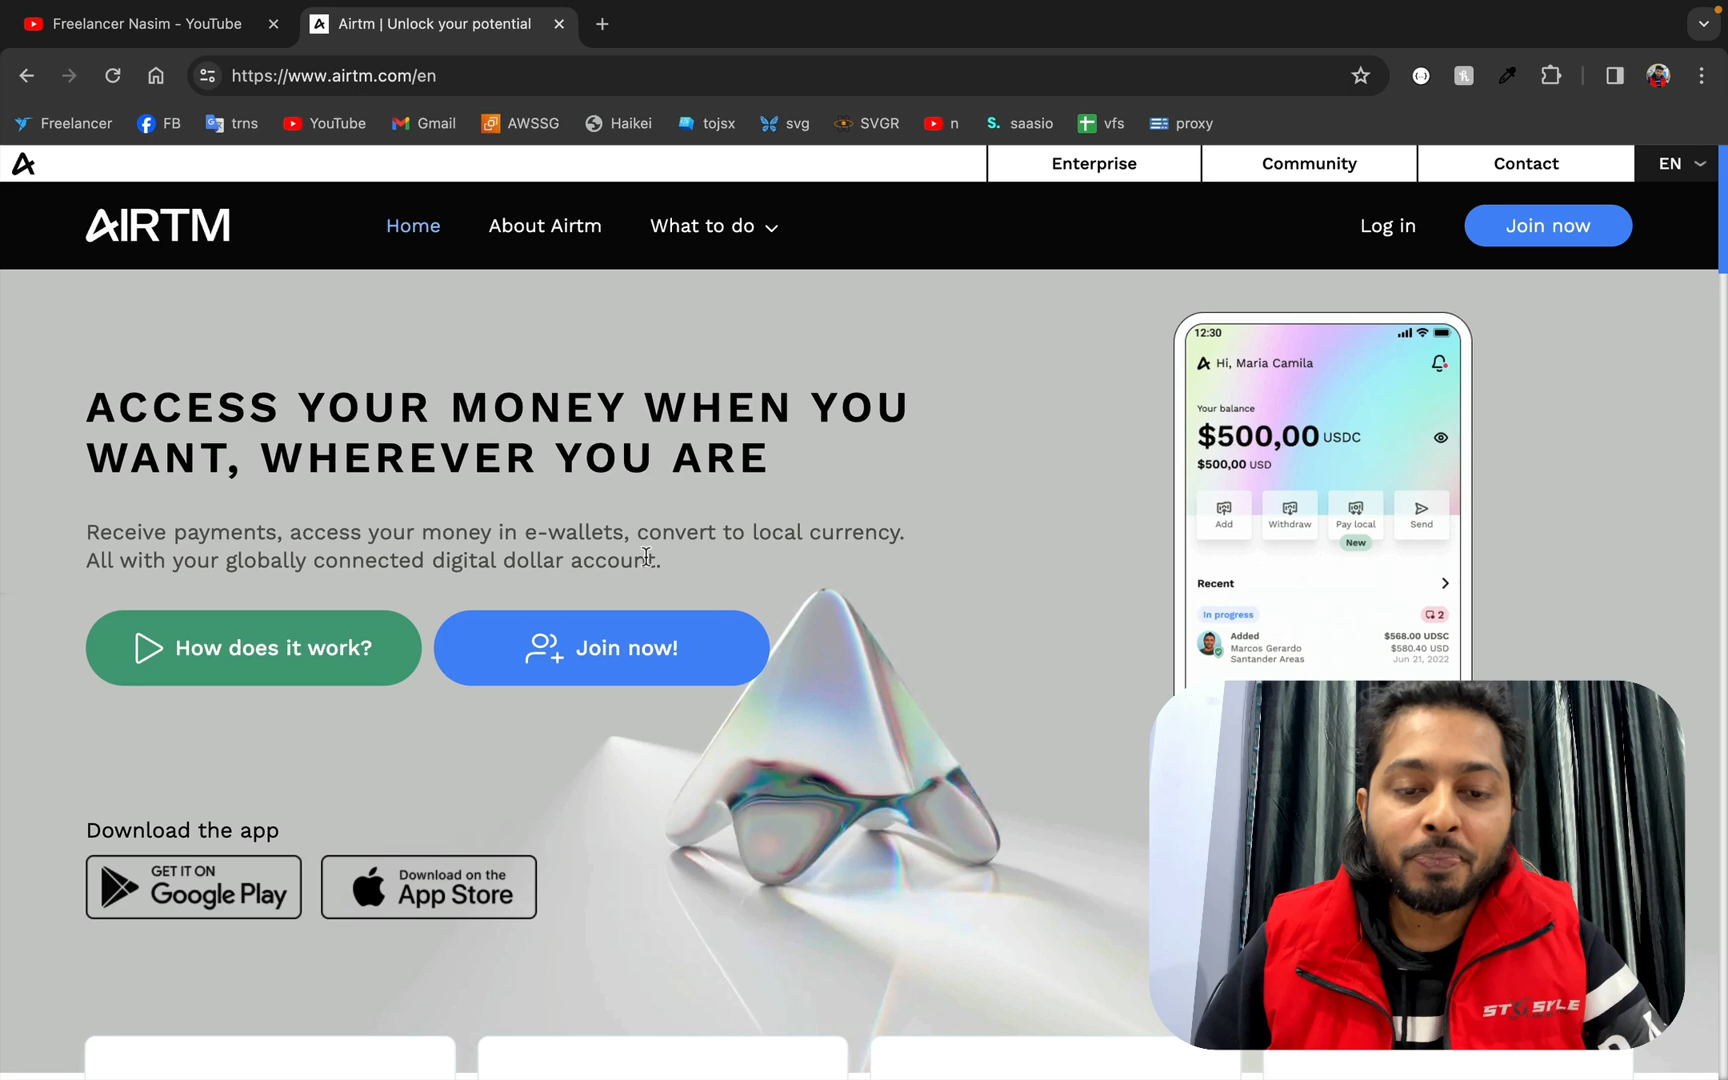 Freelancer Nasim - YouTube
Airtm | Unlock your potential
https://www.airtm.com/en
Freelancer
FB
trns
YouTube
Gmail
AWSSG
Haikei
tojsx
svg
SVGR
n
saasio
vfs
proxy
Enterprise
Community
Contact
EN
AIRTM
Home
About Airtm
What to do
Log in
Join now
ACCESS YOUR MONEY WHEN YOU
WANT, WHEREVER YOU ARE
Receive payments, access your money in e-wallets, convert to local currency.
All with your globally connected digital dollar account.
How does it work?
Join now!
Download the app
GET IT ON
Google Play
Download on the
App Store
12:30
Hi, Maria Camila
Your balance
$500,00 USDC
$500,00 USD
Add
Withdraw
Pay local
Send
New
Recent
In progress
2
Added
$568.00 UDSC
Marcos Gerardo
$580.40 USD
Santander Areas
Jun 21, 2022